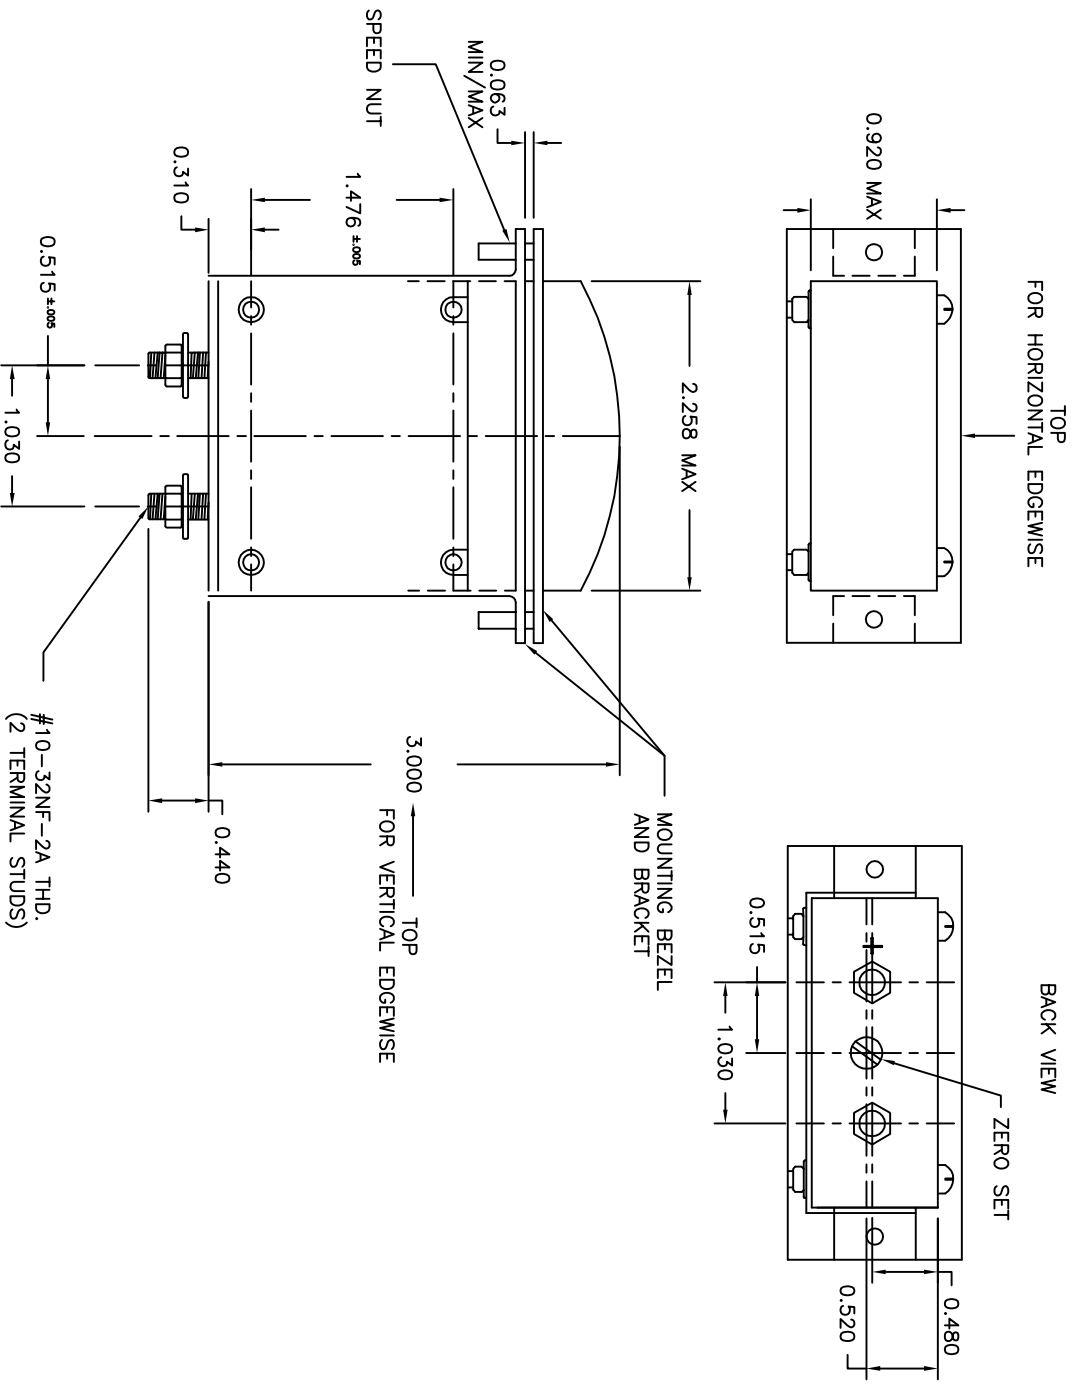 TOP
FOR HORIZONTAL EDGEWISE
0.920 MAX
BACK VIEW
ZERO SET
0.480
0.520
0.515
1.030
2.258 MAX
MOUNTING BEZEL
AND BRACKET
0.063
MIN/MAX
SPEED NUT
1.476 ±.005
0.310
3.000
TOP
FOR VERTICAL EDGEWISE
0.440
0.515 ±.005
1.030
#10-32NF-2A THD.
(2 TERMINAL STUDS)
+